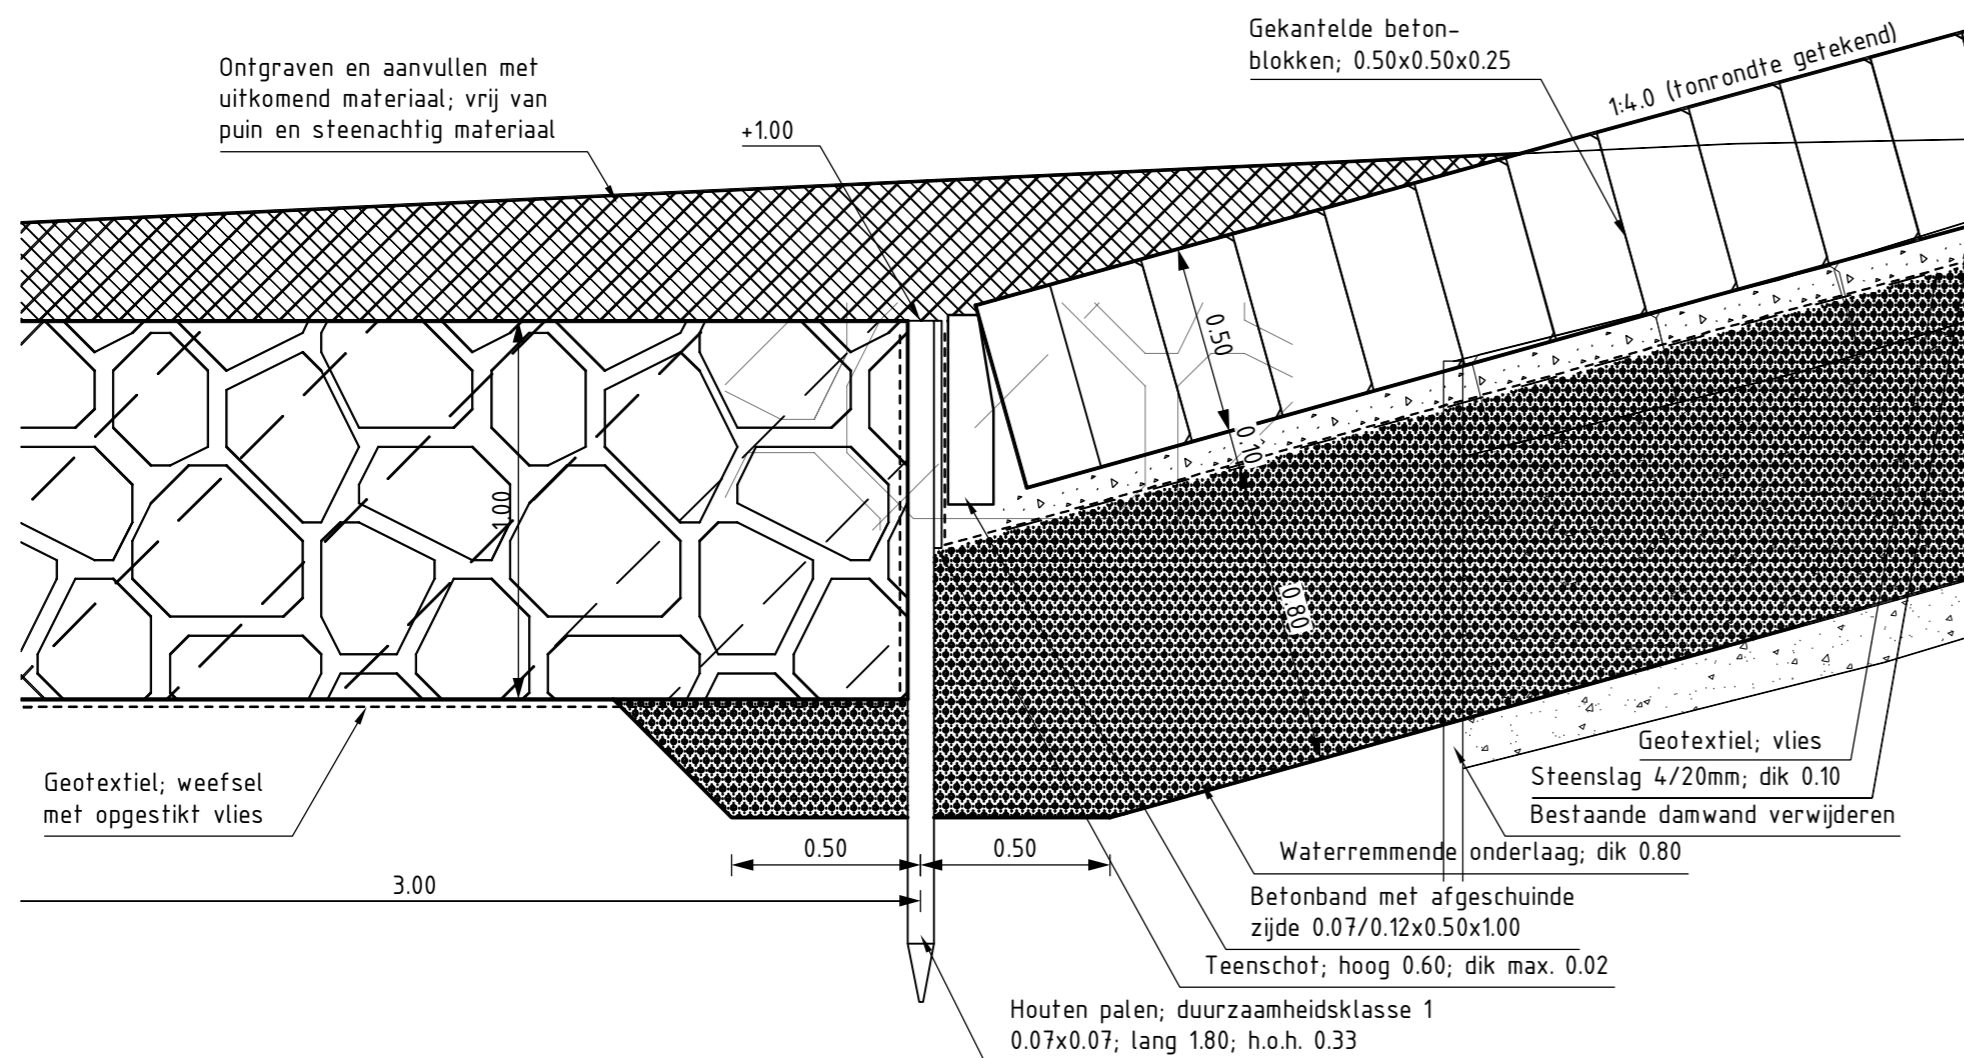 Gekantelde beton-
blokken; 0.50x0.50x0.25
1:4.0 (tonrondte getekend)
Ontgraven en aanvullen met
uitkomend materiaal; vrij van
puin en steenachtig materiaal
+1.00
0.50
0.10
1.00
0.80
Geotextiel; weefsel
met opgestikt vlies
Geotextiel; vlies
Steenslag 4/20mm; dik 0.10
Bestaande damwand verwijderen
0.50
0.50
Waterremmende onderlaag; dik 0.80
3.00
Betonband met afgeschuinde
zijde 0.07/0.12x0.50x1.00
Teenschot; hoog 0.60; dik max. 0.02
Houten palen; duurzaamheidsklasse 1
0.07x0.07; lang 1.80; h.o.h. 0.33